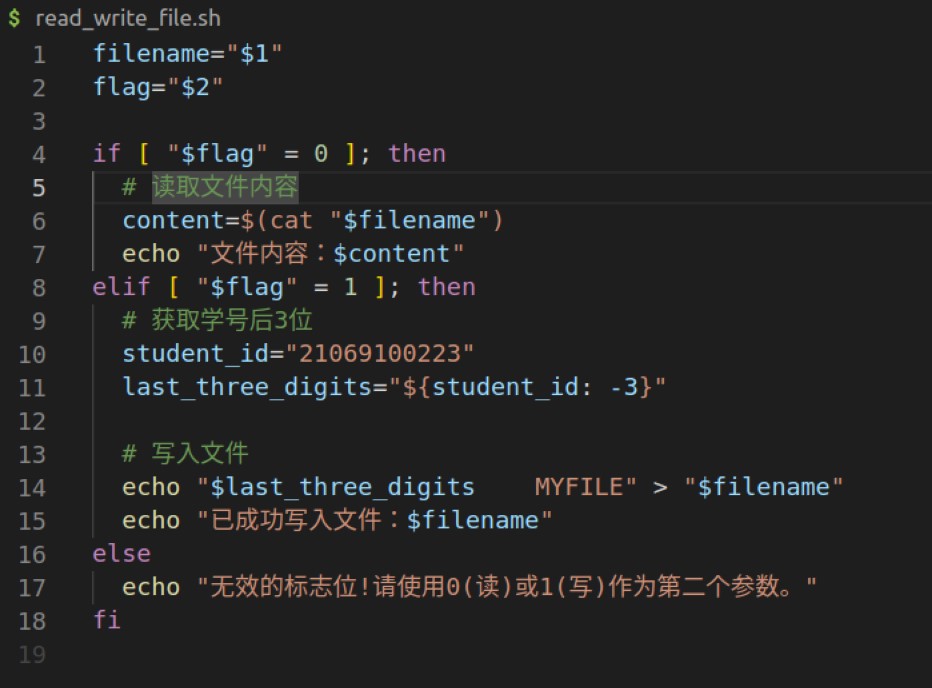 $ read_write_file.sh
1 filename="$1"
2 flag="$2"
3
4 if [ "$flag" = 0 ]; then
5   # 读取文件内容
6   content=$(cat "$filename")
7   echo "文件内容：$content"
8 elif [ "$flag" = 1 ]; then
9   # 获取学号后3位
10   student_id="21069100223"
11   last_three_digits="${student_id: -3}"
12
13   # 写入文件
14   echo "$last_three_digits    MYFILE" > "$filename"
15   echo "已成功写入文件：$filename"
16 else
17   echo "无效的标志位!请使用0(读)或1(写)作为第二个参数。"
18 fi
19